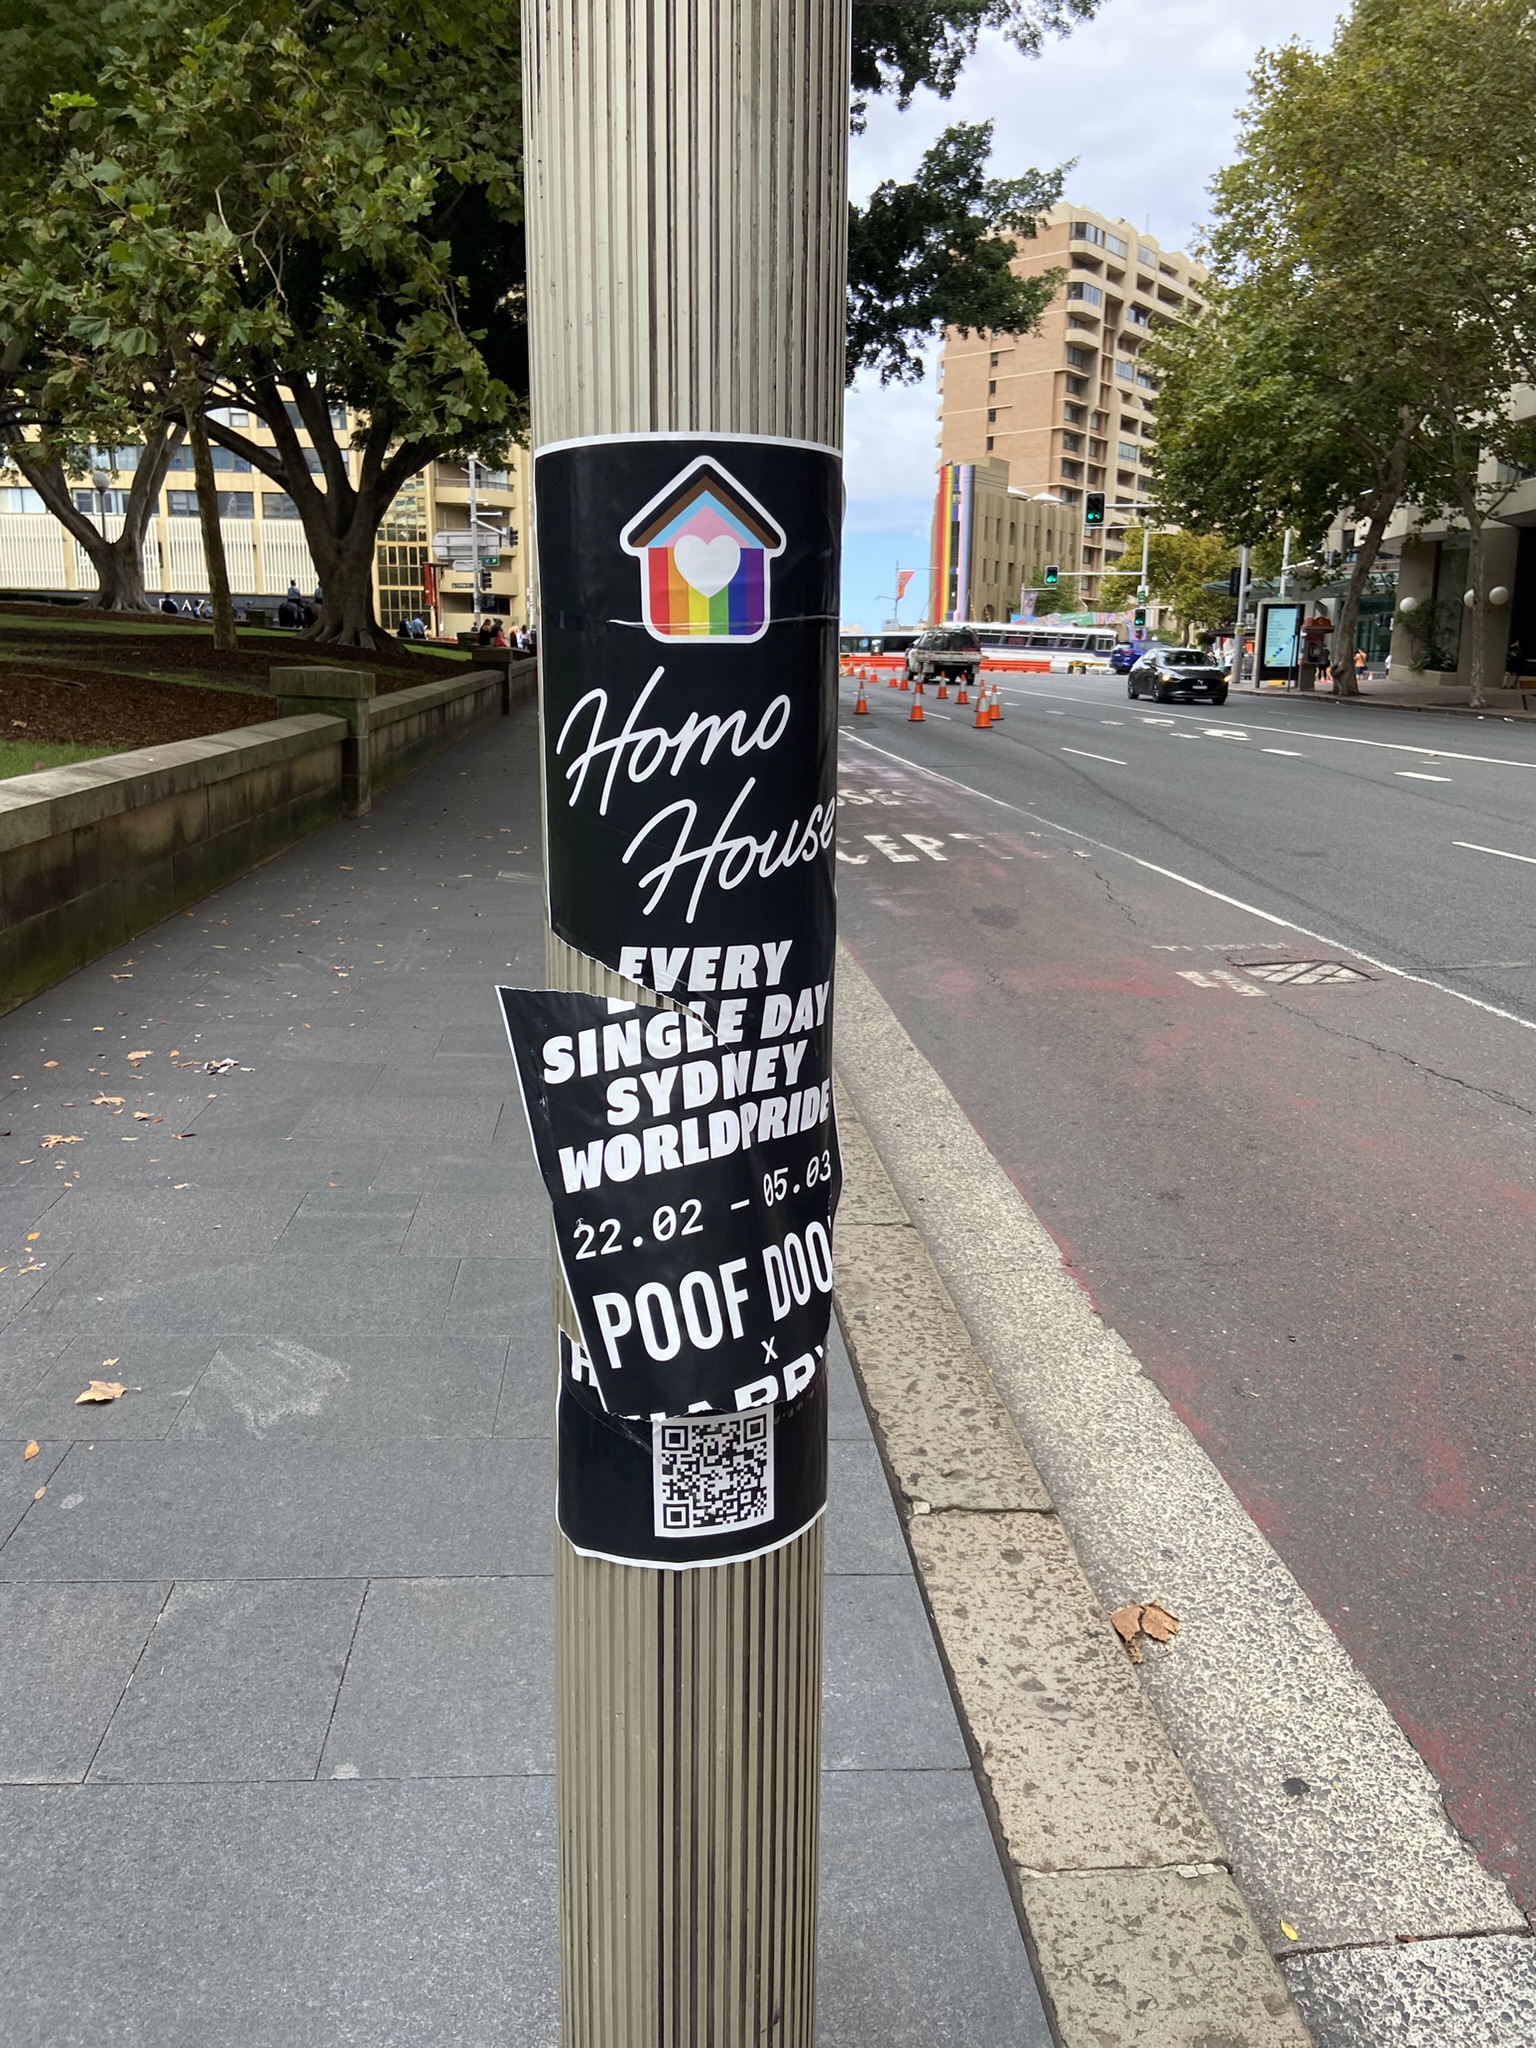 Homo
House
EVERY
SINGLE DAY
SYDNEY
WORLDPRIDE
22.02 - 05.03
POOF DOO
x